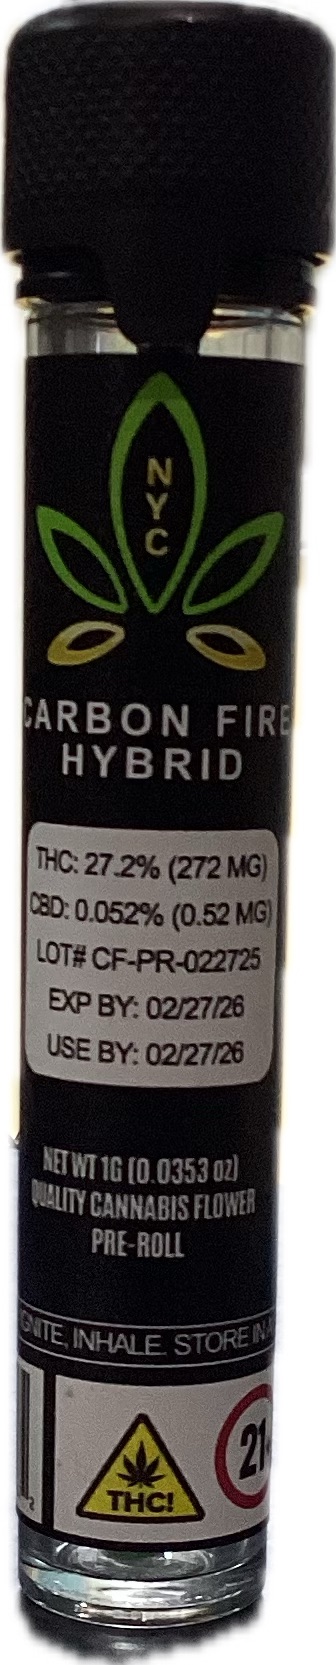 NYC
CARBON FIRE
HYBRID
THC: 27.2% (272 MG)
CBD: 0.052% (0.52 MG)
LOT# CF-PR-022725
EXP BY: 02/27/26
USE BY: 02/27/26
NET WT 1G (0.0353 oz)
QUALITY CANNABIS FLOWER
PRE-ROLL
GNITE, INHALE. STORE IN
2
THC!
21+